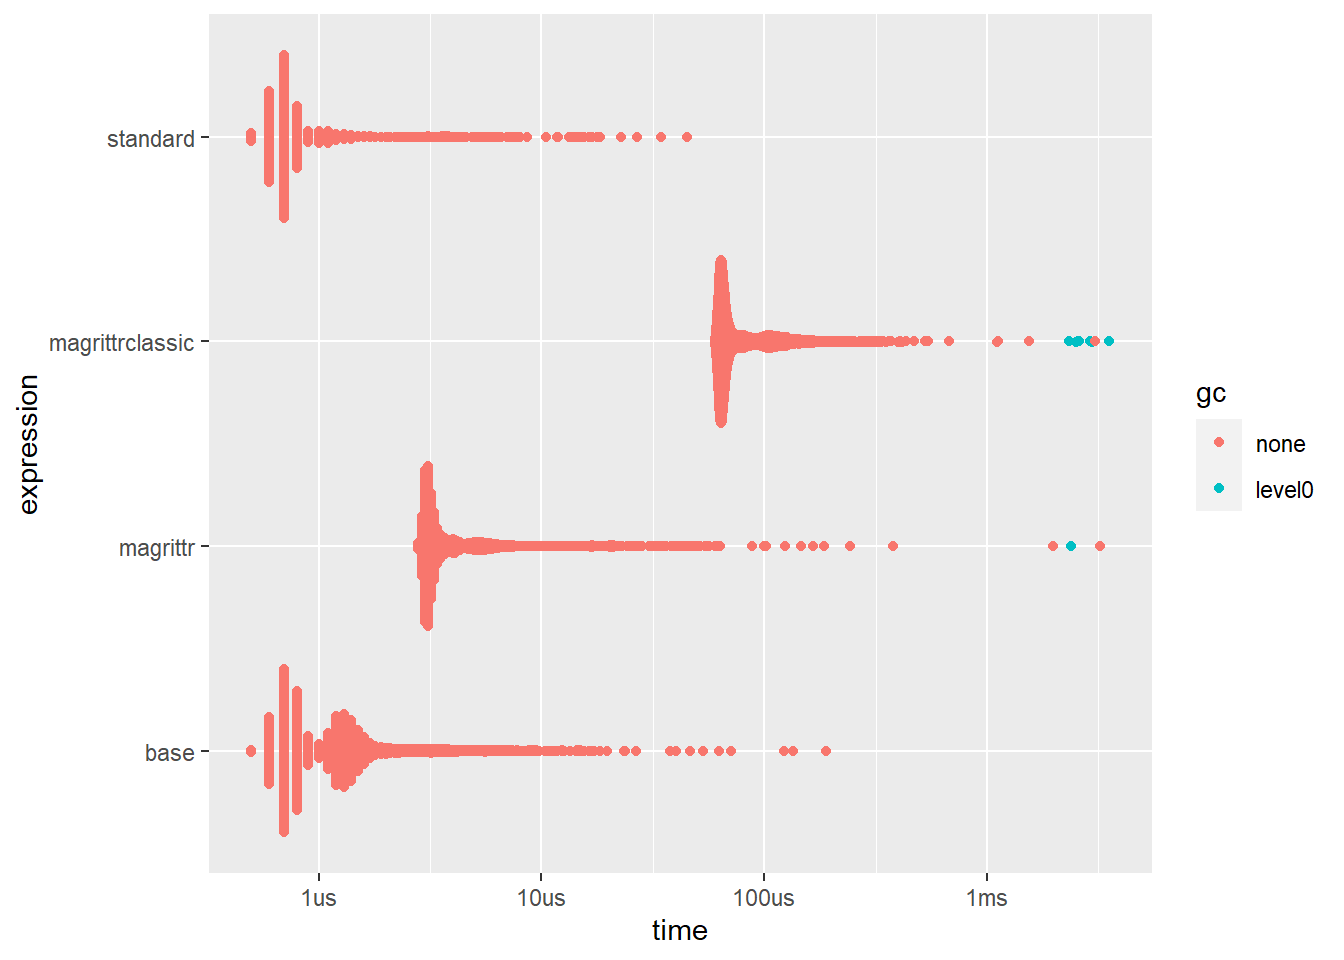 standard
magrittrclassic
magrittr
base
expression
1us
10us
100us
1ms
time
gc
none
level0